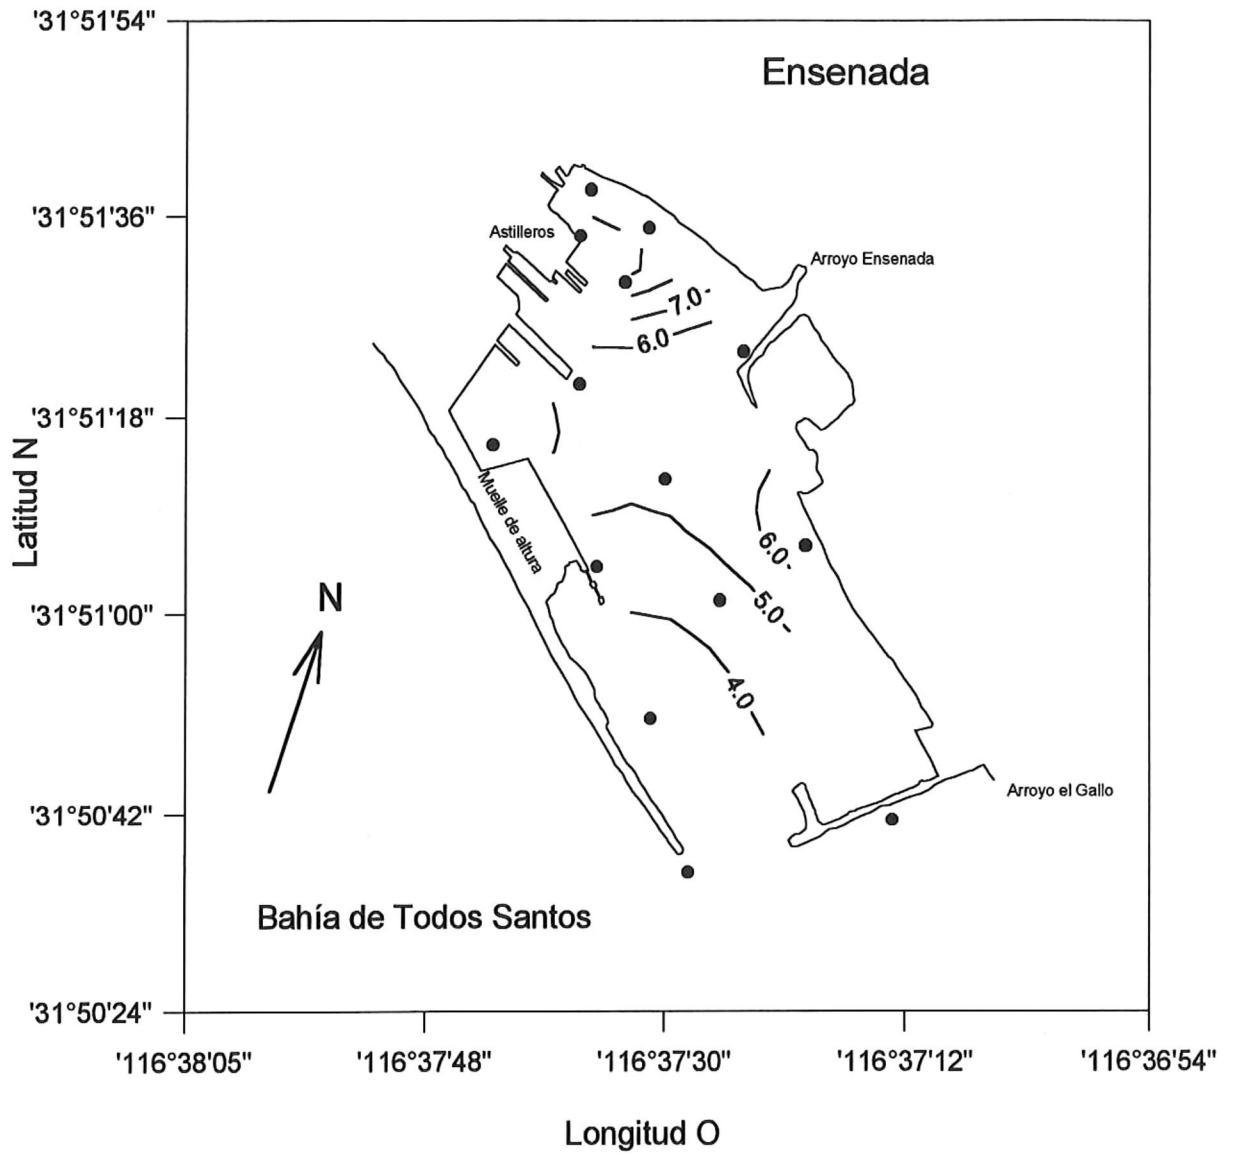 '31°51'54"
Ensenada
'31°51'36"
Astilleros
Arroyo Ensenada
7.0
6.0
'31°51'18"
Latitud N
Muelle de altura
6.0
N
'31°51'00"
5.0
4.0
Arroyo el Gallo
'31°50'42"
Bahía de Todos Santos
'31°50'24"
'116°38'05" '116°37'48" '116°37'30" '116°37'12" '116°36'54"
Longitud O